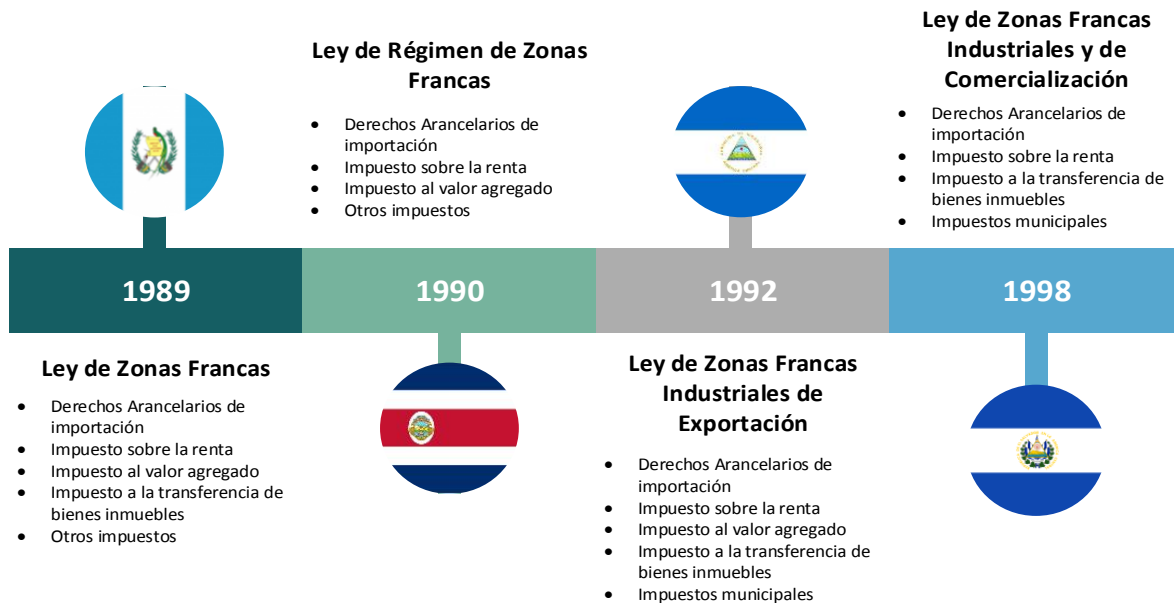 Ley de Régimen de Zonas
Francas
• Derechos Arancelarios de
importación
• Impuesto sobre la renta
• Impuesto al valor agregado
• Otros impuestos
Ley de Zonas Francas
Industriales y de
Comercialización
• Derechos Arancelarios de
importación
• Impuesto sobre la renta
• Impuesto a la transferencia de
bienes inmuebles
• Impuestos municipales
1989
1990
1992
1998
Ley de Zonas Francas
• Derechos Arancelarios de
importación
• Impuesto sobre la renta
• Impuesto al valor agregado
• Impuesto a la transferencia de
bienes inmuebles
• Otros impuestos
Ley de Zonas Francas
Industriales de
Exportación
• Derechos Arancelarios de
importación
• Impuesto sobre la renta
• Impuesto al valor agregado
• Impuesto a la transferencia de
bienes inmuebles
• Impuestos municipales